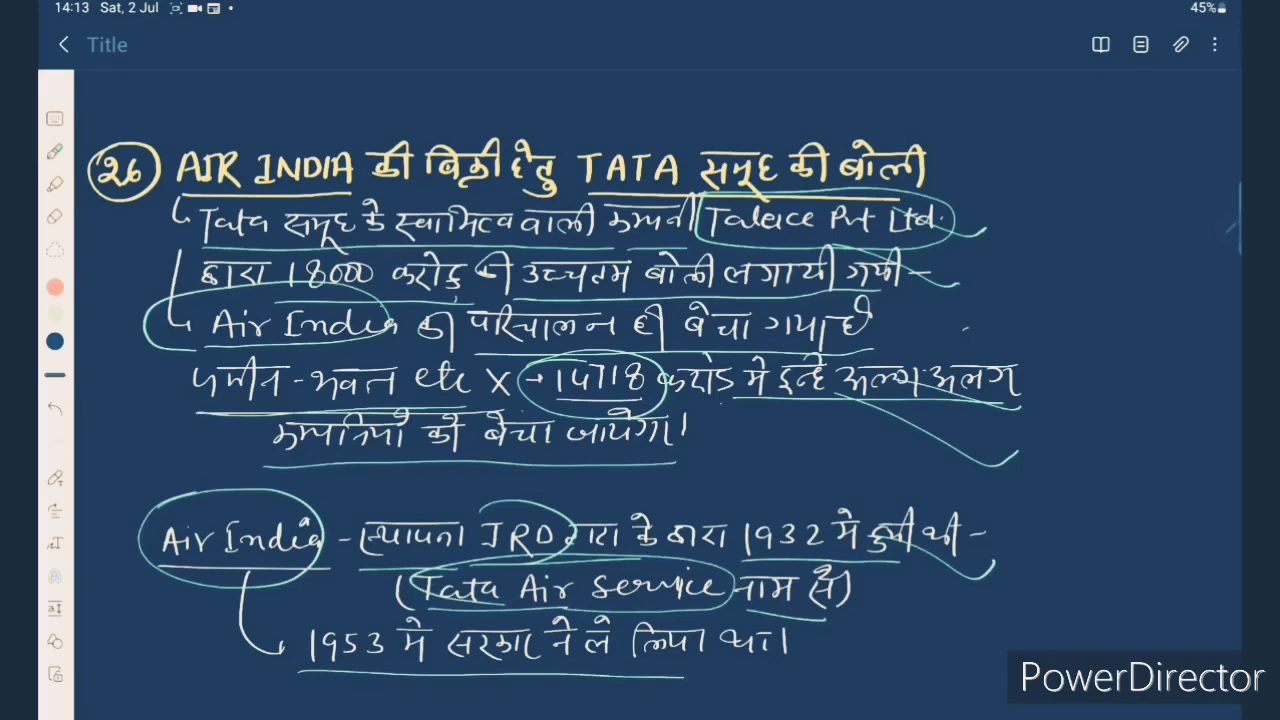 14:13 Sat, 2 Jul
45%
Title
26 AIR INDIA की बिक्री हेतु TATA समूह की बोली
Tata समूह के स्वामित्व वाली कम्पनी Talace Pvt Ltd.
द्वारा 18000 करोड़ की उच्चतम बोली लगायी गयी -
Air India का परिचालन ही बेचा गया है
जमीन - भवन etc X → 14718 करोड मे इन्हे अलग अलग
कम्पनियों को बेचा जायेगा।
Air India - स्थापना JRD टाटा के द्वारा 1932 मे हुयी थी -
(Tata Air Service नाम से)
1953 मे सरकार ने ले लिया था।
PowerDirector